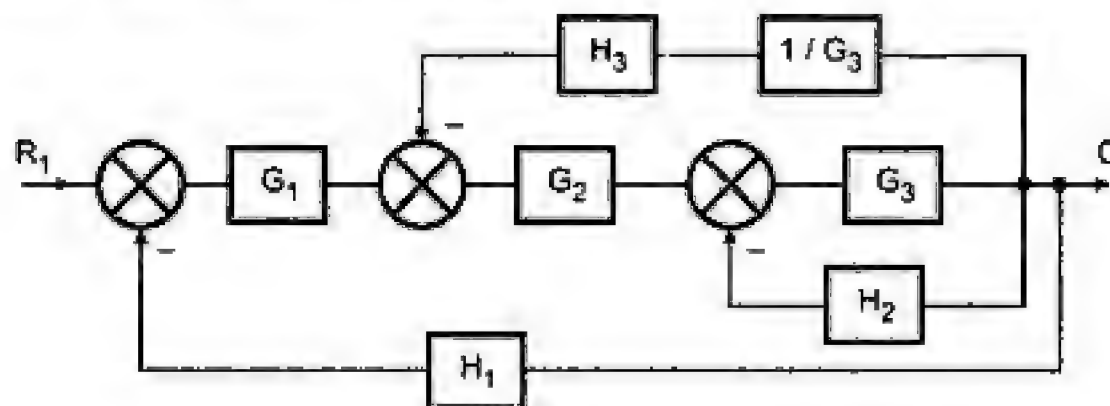 H₃
1 / G₃
−
R₁
G₁
G₂
G₃
C
−
−
H₂
H₁